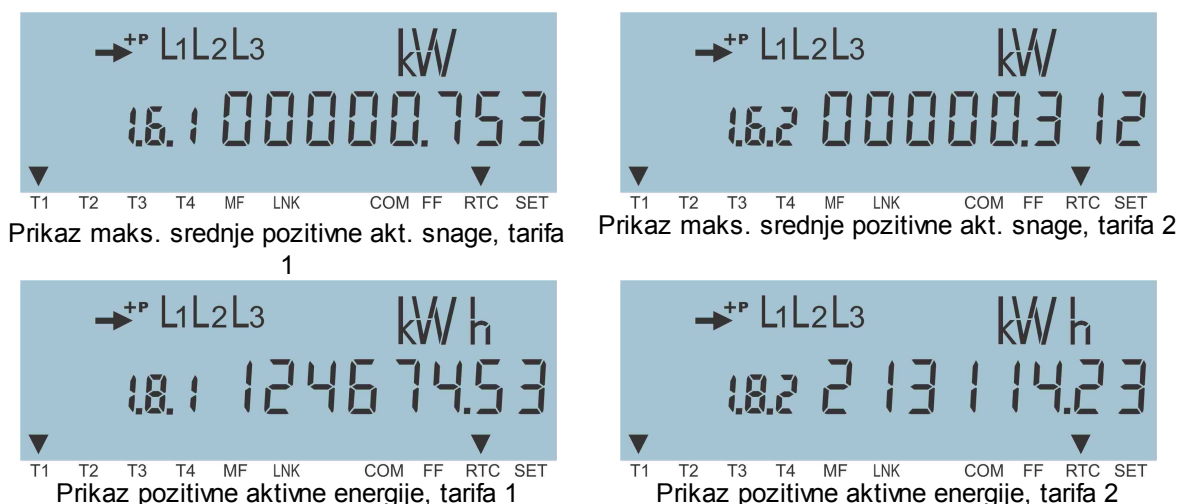 +P L1L2L3 kW
1.6.1 00000.753
T1 T2 T3 T4 MF LNK COM FF RTC SET
Prikaz maks. srednje pozitivne akt. snage, tarifa
1
+P L1L2L3 kW
1.6.2 00000.312
T1 T2 T3 T4 MF LNK COM FF RTC SET
Prikaz maks. srednje pozitivne akt. snage, tarifa 2
+P L1L2L3 kWh
1.8.1 124674.53
T1 T2 T3 T4 MF LNK COM FF RTC SET
Prikaz pozitivne aktivne energije, tarifa 1
+P L1L2L3 kWh
1.8.2 213114.23
T1 T2 T3 T4 MF LNK COM FF RTC SET
Prikaz pozitivne aktivne energije, tarifa 2